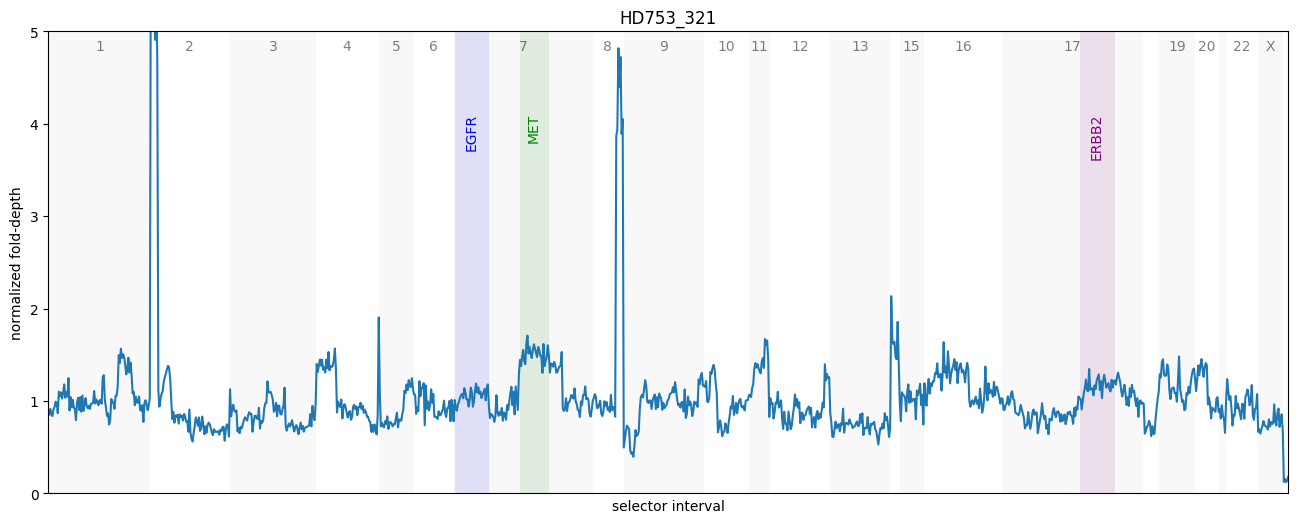 HD753_321
normalized fold-depth
5
4
3
2
1
0
1 2 3 4 5 6 7 8 9 10 11 12 13 15 16 17 19 20 22 X
EGFR
MET
ERBB2
selector interval